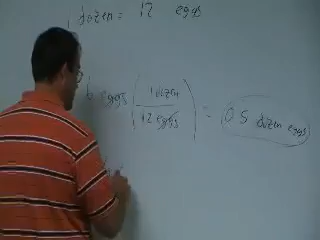 1 dozen = 12 eggs
6 eggs (1 dozen / 12 eggs) = 0.5 dozen eggs